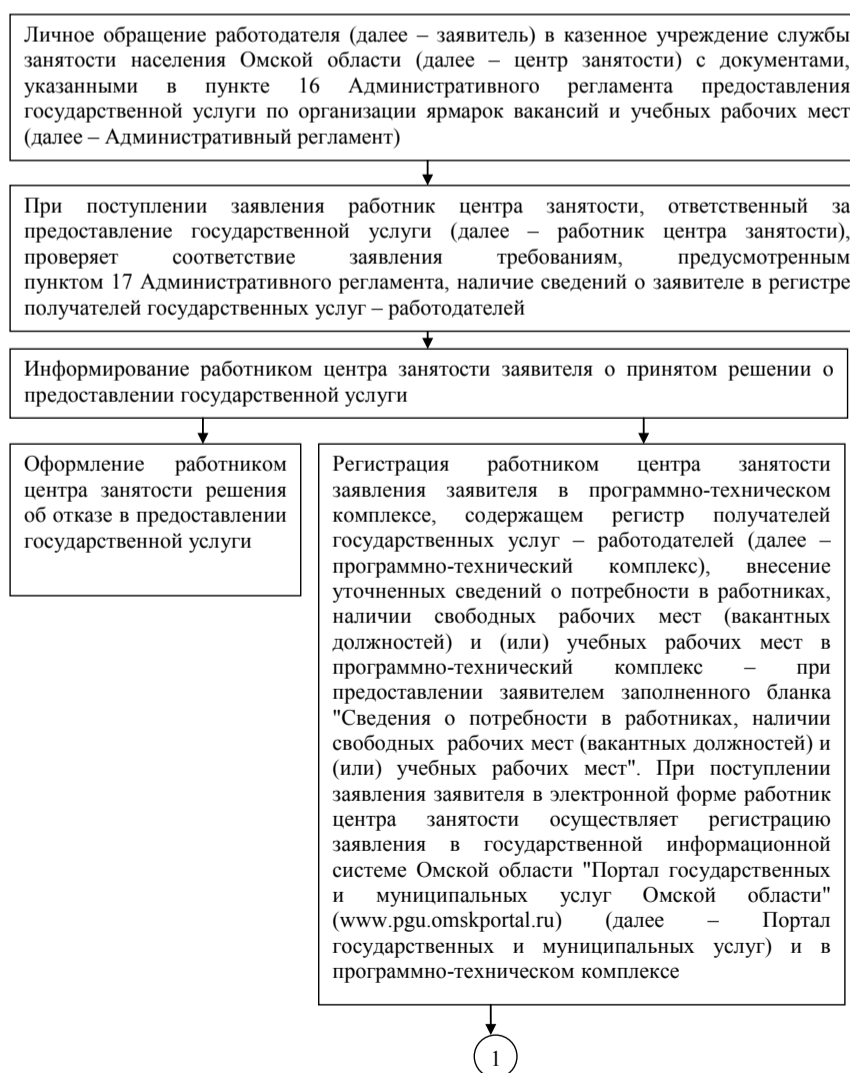 Личное обращение работодателя (далее – заявитель) в казенное учреждение службы
занятости населения Омской области (далее – центр занятости) с документами,
указанными в пункте 16 Административного регламента предоставления
государственной услуги по организации ярмарок вакансий и учебных рабочих мест
(далее – Административный регламент)
При поступлении заявления работник центра занятости, ответственный за
предоставление государственной услуги (далее – работник центра занятости),
проверяет соответствие заявления требованиям, предусмотренным
пунктом 17 Административного регламента, наличие сведений о заявителе в регистре
получателей государственных услуг – работодателей
Информирование работником центра занятости заявителя о принятом решении о
предоставлении государственной услуги
Оформление работником
центра занятости решения
об отказе в предоставлении
государственной услуги
Регистрация работником центра занятости
заявления заявителя в программно-техническом
комплексе, содержащем регистр получателей
государственных услуг – работодателей (далее –
программно-технический комплекс), внесение
уточненных сведений о потребности в работниках,
наличии свободных рабочих мест (вакантных
должностей) и (или) учебных рабочих мест в
программно-технический комплекс – при
предоставлении заявителем заполненного бланка
"Сведения о потребности в работниках, наличии
свободных рабочих мест (вакантных должностей) и
(или) учебных рабочих мест". При поступлении
заявления заявителя в электронной форме работник
центра занятости осуществляет регистрацию
заявления в государственной информационной
системе Омской области "Портал государственных
и муниципальных услуг Омской области"
(www.pgu.omskportal.ru) (далее – Портал
государственных и муниципальных услуг) и в
программно-техническом комплексе
1